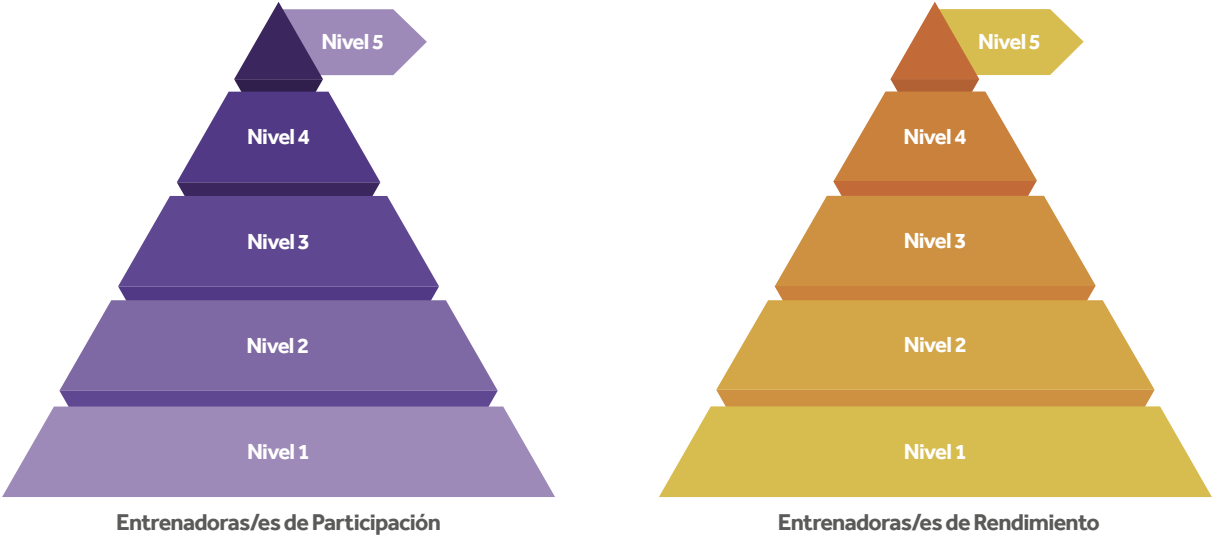 Nivel 5
Nivel 4
Nivel 3
Nivel 2
Nivel 1
Entrenadoras/es de Participación
Nivel 5
Nivel 4
Nivel 3
Nivel 2
Nivel 1
Entrenadoras/es de Rendimiento